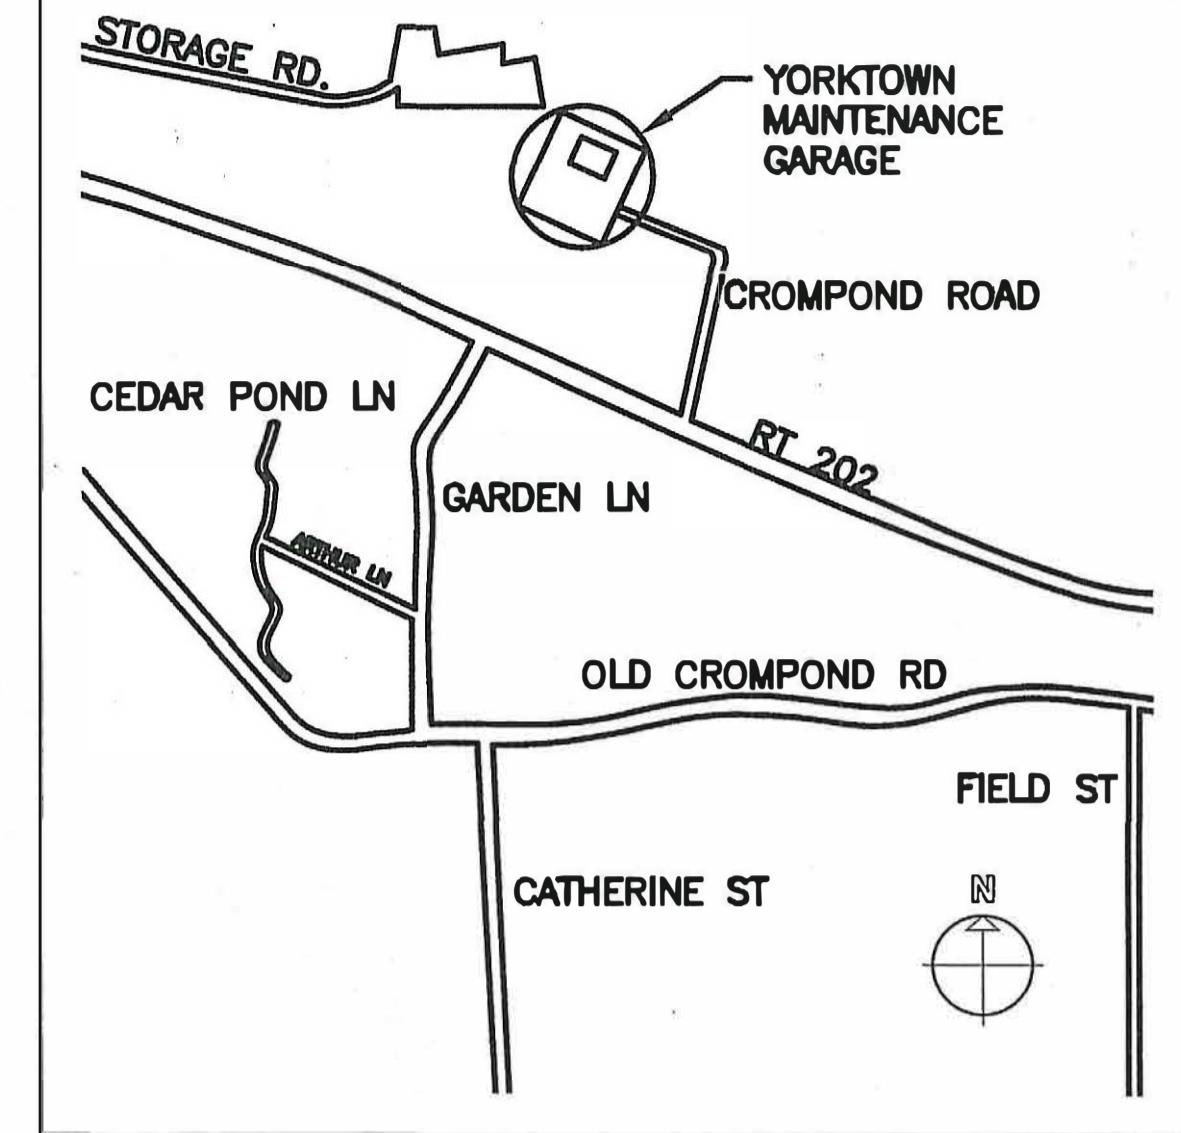 STORAGE RD.
YORKTOWN
MAINTENANCE
GARAGE
CROMPOND ROAD
CEDAR POND LN
RT 202
GARDEN LN
ARTHUR LN
OLD CROMPOND RD
FIELD ST
CATHERINE ST
N